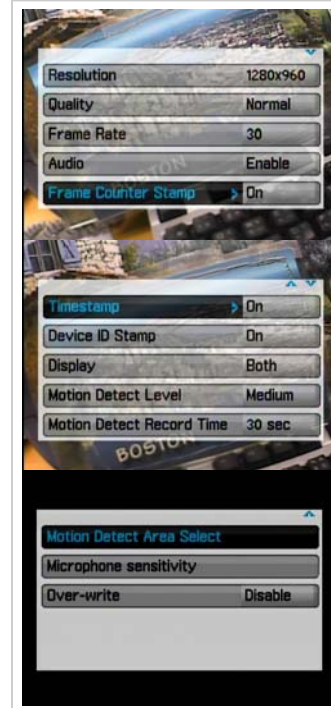 Resolution 1280x960
Quality Normal
Frame Rate 30
Audio Enable
Frame Counter Stamp > On
BOSTON
Timestamp > On
Device ID Stamp On
Display Both
Motion Detect Level Medium
Motion Detect Record Time 30 sec
BOSTON
Motion Detect Area Select
Microphone sensitivity
Over-write Disable